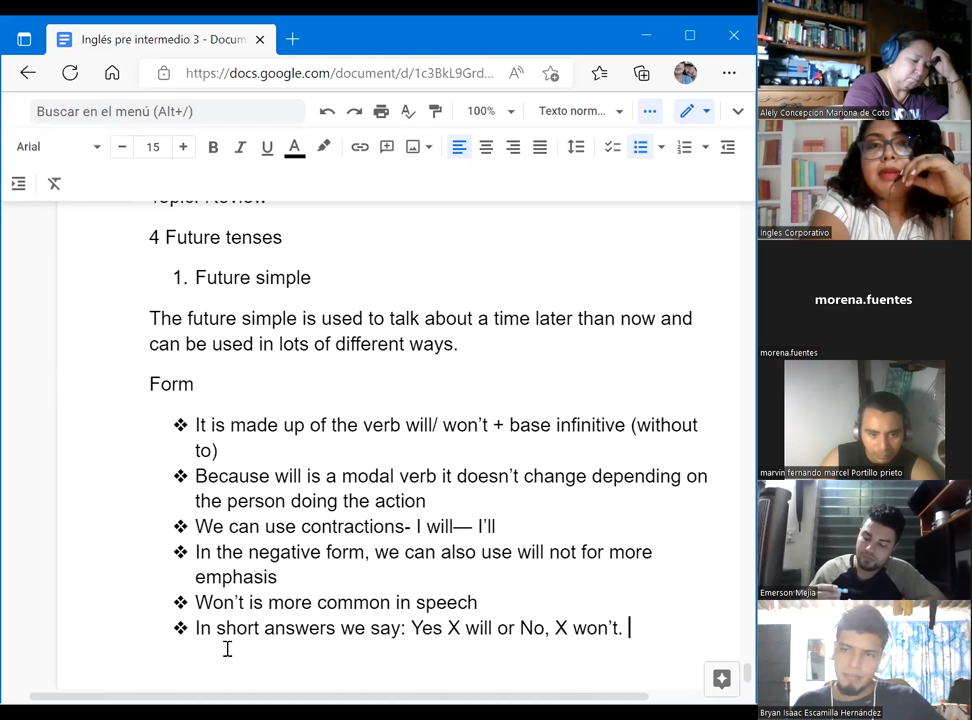 Inglés pre intermedio 3 - Docum
https://docs.google.com/document/d/1c3BkL9Grd...
Buscar en el menú (Alt+/)
100%
Texto norm...
Arial
15
Topic: Review
4 Future tenses
1. Future simple
The future simple is used to talk about a time later than now and
can be used in lots of different ways.
Form
❖ It is made up of the verb will/ won't + base infinitive (without
to)
❖ Because will is a modal verb it doesn't change depending on
the person doing the action
❖ We can use contractions- I will— I'll
❖ In the negative form, we can also use will not for more
emphasis
❖ Won't is more common in speech
❖ In short answers we say: Yes X will or No, X won't.
Alely Concepcion Mariona de Coto
Ingles Corporativo
morena.fuentes
morena.fuentes
marvin fernando marcel Portillo prieto
Emerson Mejia
Bryan Isaac Escamilla Hernández